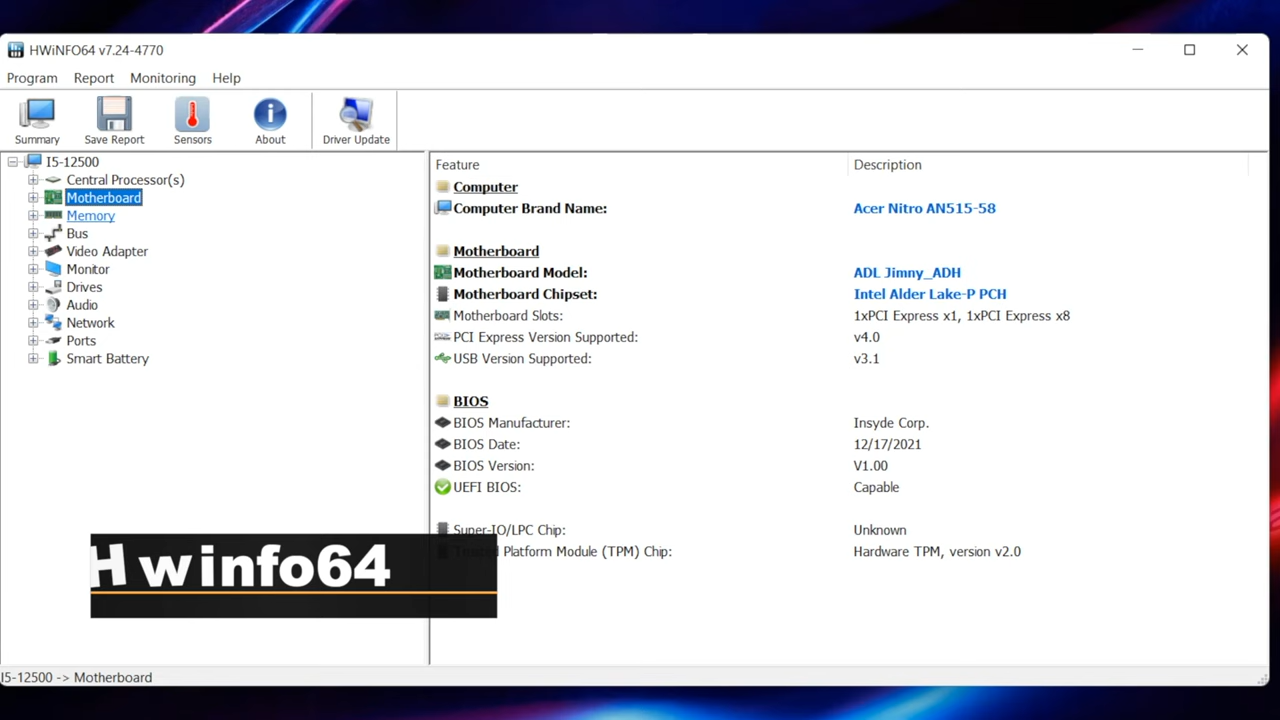 HWiNFO64 v7.24-4770
Program Report Monitoring Help
Summary Save Report Sensors About Driver Update
I5-12500
Central Processor(s)
Motherboard
Memory
Bus
Video Adapter
Monitor
Drives
Audio
Network
Ports
Smart Battery
Feature Description
Computer
Computer Brand Name: Acer Nitro AN515-58
Motherboard
Motherboard Model: ADL Jimny_ADH
Motherboard Chipset: Intel Alder Lake-P PCH
Motherboard Slots: 1xPCI Express x1, 1xPCI Express x8
PCI Express Version Supported: v4.0
USB Version Supported: v3.1
BIOS
BIOS Manufacturer: Insyde Corp.
BIOS Date: 12/17/2021
BIOS Version: V1.00
UEFI BIOS: Capable
Super-IO/LPC Chip: Unknown
Platform Module (TPM) Chip: Hardware TPM, version v2.0
Hwinfo64
I5-12500 -> Motherboard